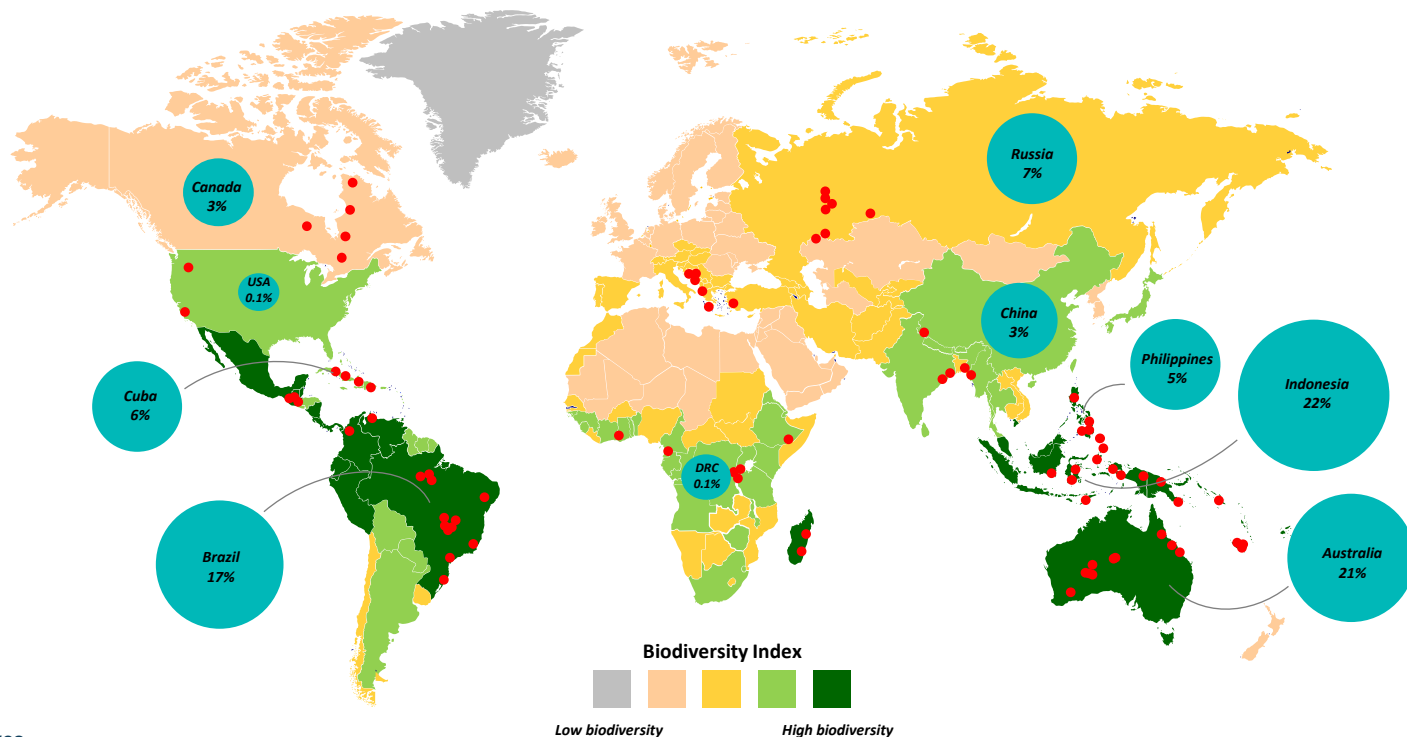 Russia
7%
Canada
3%
USA
0.1%
China
3%
Philippines
5%
Indonesia
22%
Cuba
6%
DRC
0.1%
Brazil
17%
Australia
21%
Biodiversity Index
Low biodiversity
High biodiversity